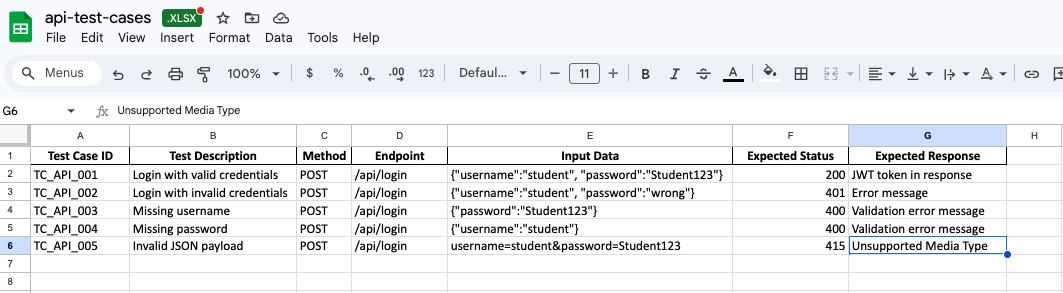 api-test-cases .XLSX
File Edit View Insert Format Data Tools Help
Menus 100% $ % .0 .00 123 Defaul... 11 B I S A A
G6 fx Unsupported Media Type
A B C D E F G H
1 Test Case ID Test Description Method Endpoint Input Data Expected Status Expected Response
2 TC_API_001 Login with valid credentials POST /api/login {"username":"student", "password":"Student123"} 200 JWT token in response
3 TC_API_002 Login with invalid credentials POST /api/login {"username":"student", "password":"wrong"} 401 Error message
4 TC_API_003 Missing username POST /api/login {"password":"Student123"} 400 Validation error message
5 TC_API_004 Missing password POST /api/login {"username":"student"} 400 Validation error message
6 TC_API_005 Invalid JSON payload POST /api/login username=student&password=Student123 415 Unsupported Media Type
7
8